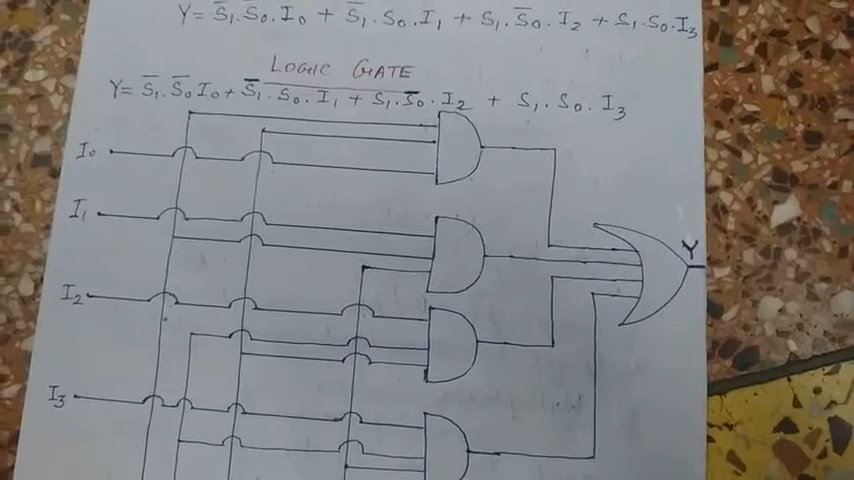 Y= S̅₁.S̅₀.I₀ + S̅₁.S₀.I₁ + S₁.S̅₀.I₂ + S₁.S₀.I₃
LOGIC GATE
Y= S̅₁.S̅₀ I₀ + S̅₁.S₀.I₁ + S₁.S̅₀.I₂ + S₁.S₀.I₃
I₀
I₁
Y
I₂
I₃